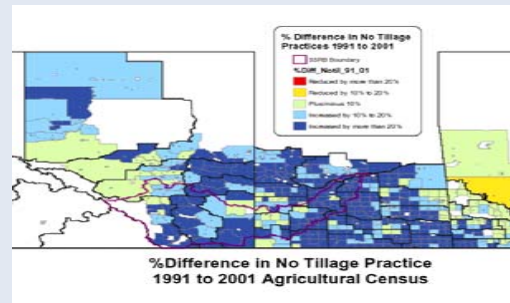 % Difference in No Tillage
Practices 1991 to 2001
SSRB Boundary
%Diff_Notil_91_01
Reduced by more than 20%
Reduced by 10% to 20%
Plus/minus 10%
Increased by 10% to 20%
Increased by more than 20%
%Difference in No Tillage Practice
1991 to 2001 Agricultural Census